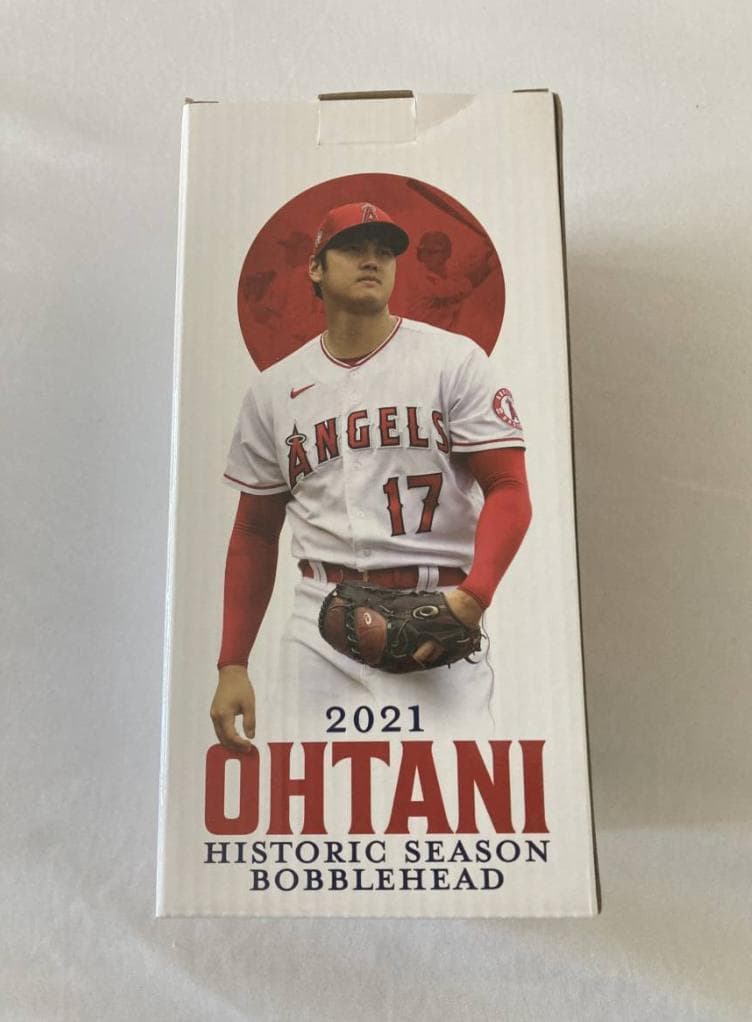 ANGELS
17
2021
OHTANI
HISTORIC SEASON
BOBBLEHEAD